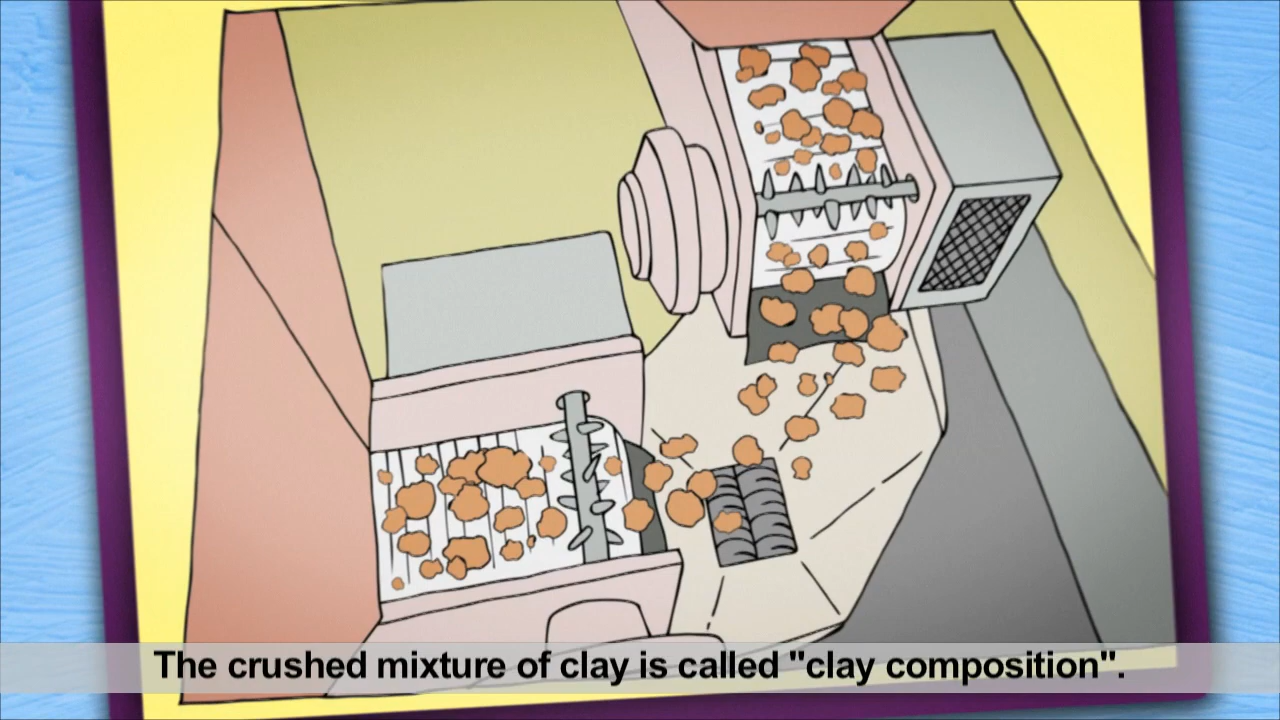 The crushed mixture of clay is called "clay composition".